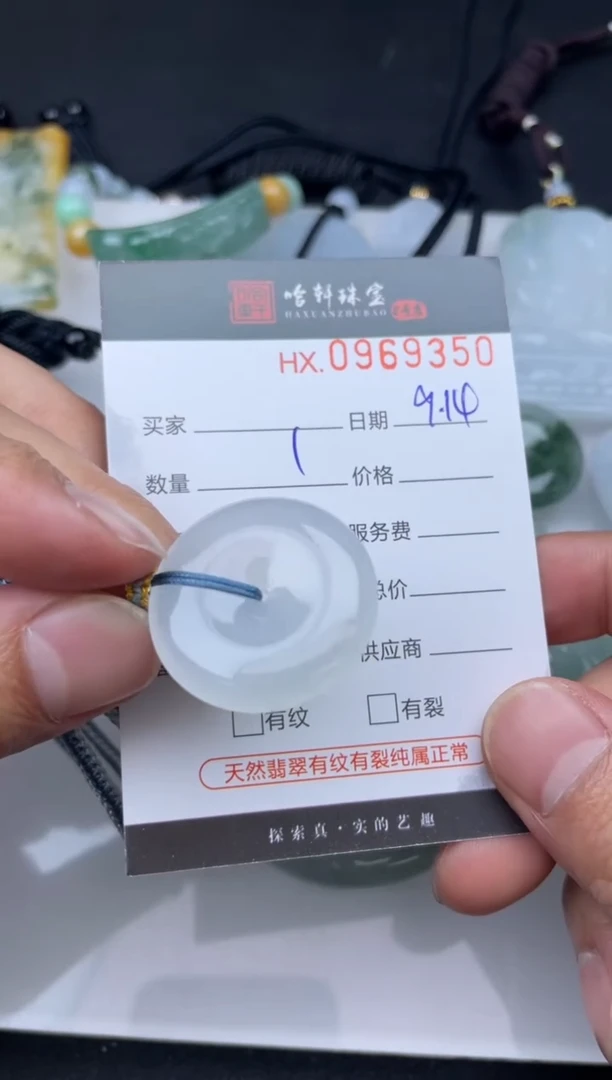 哈轩珠宝
HAXUANZHUBAO
HX.0969350
买家 日期 9.14
数量 1 价格
服务费
总价
供应商
有纹 有裂
天然翡翠有纹有裂纯属正常
探索真·实的艺趣